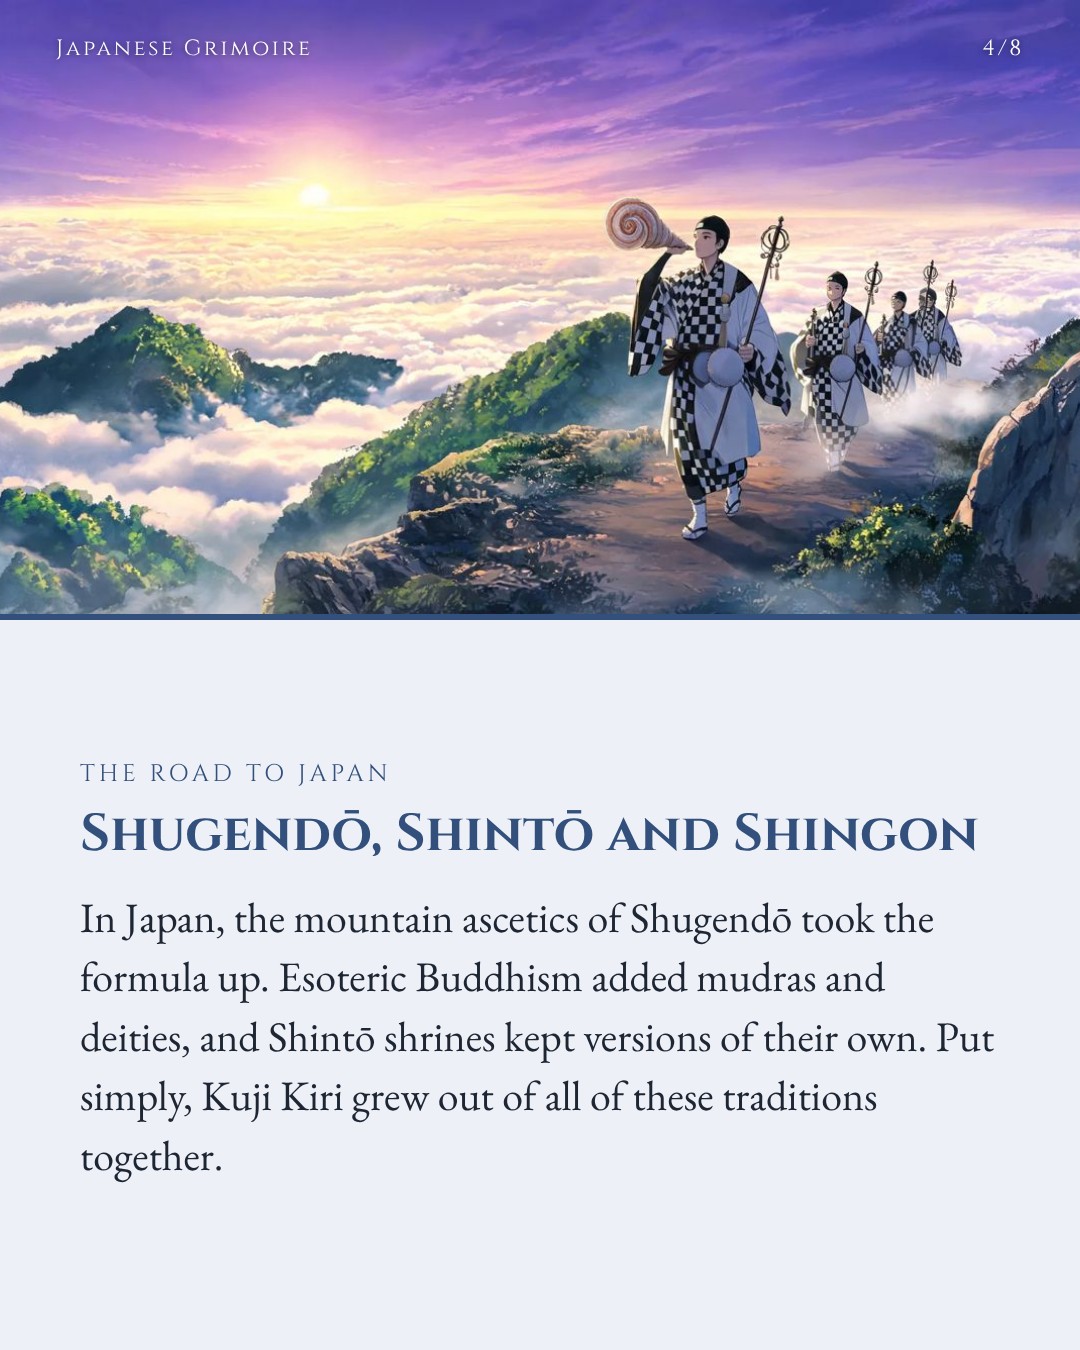 Japanese Grimoire
4/8
THE ROAD TO JAPAN
Shugendō, Shintō and Shingon
In Japan, the mountain ascetics of Shugendō took the
formula up. Esoteric Buddhism added mudras and
deities, and Shintō shrines kept versions of their own. Put
simply, Kuji Kiri grew out of all of these traditions
together.